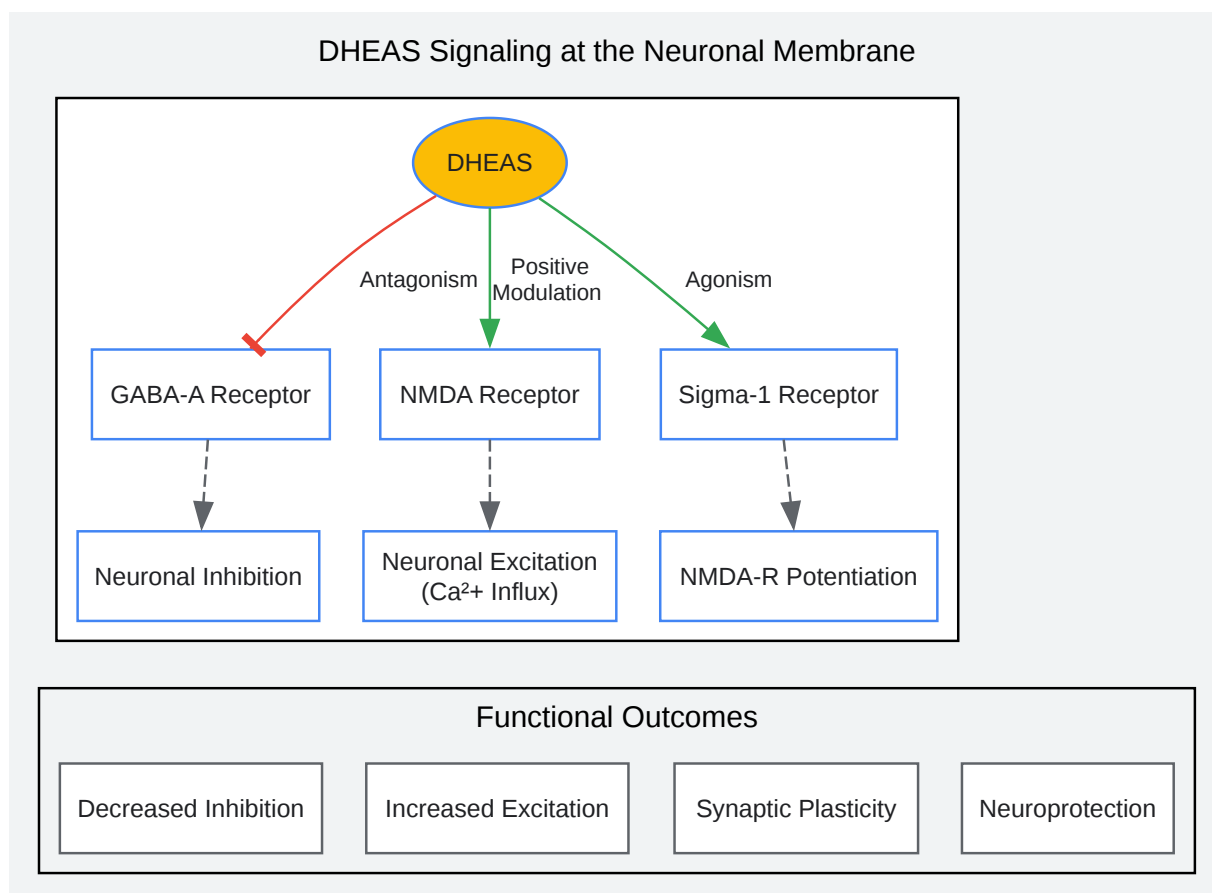 DHEAS Signaling at the Neuronal Membrane
DHEAS
Antagonism
Positive
Modulation
Agonism
GABA-A Receptor
NMDA Receptor
Sigma-1 Receptor
Neuronal Inhibition
Neuronal Excitation
(Ca²+ Influx)
NMDA-R Potentiation
Functional Outcomes
Decreased Inhibition
Increased Excitation
Synaptic Plasticity
Neuroprotection